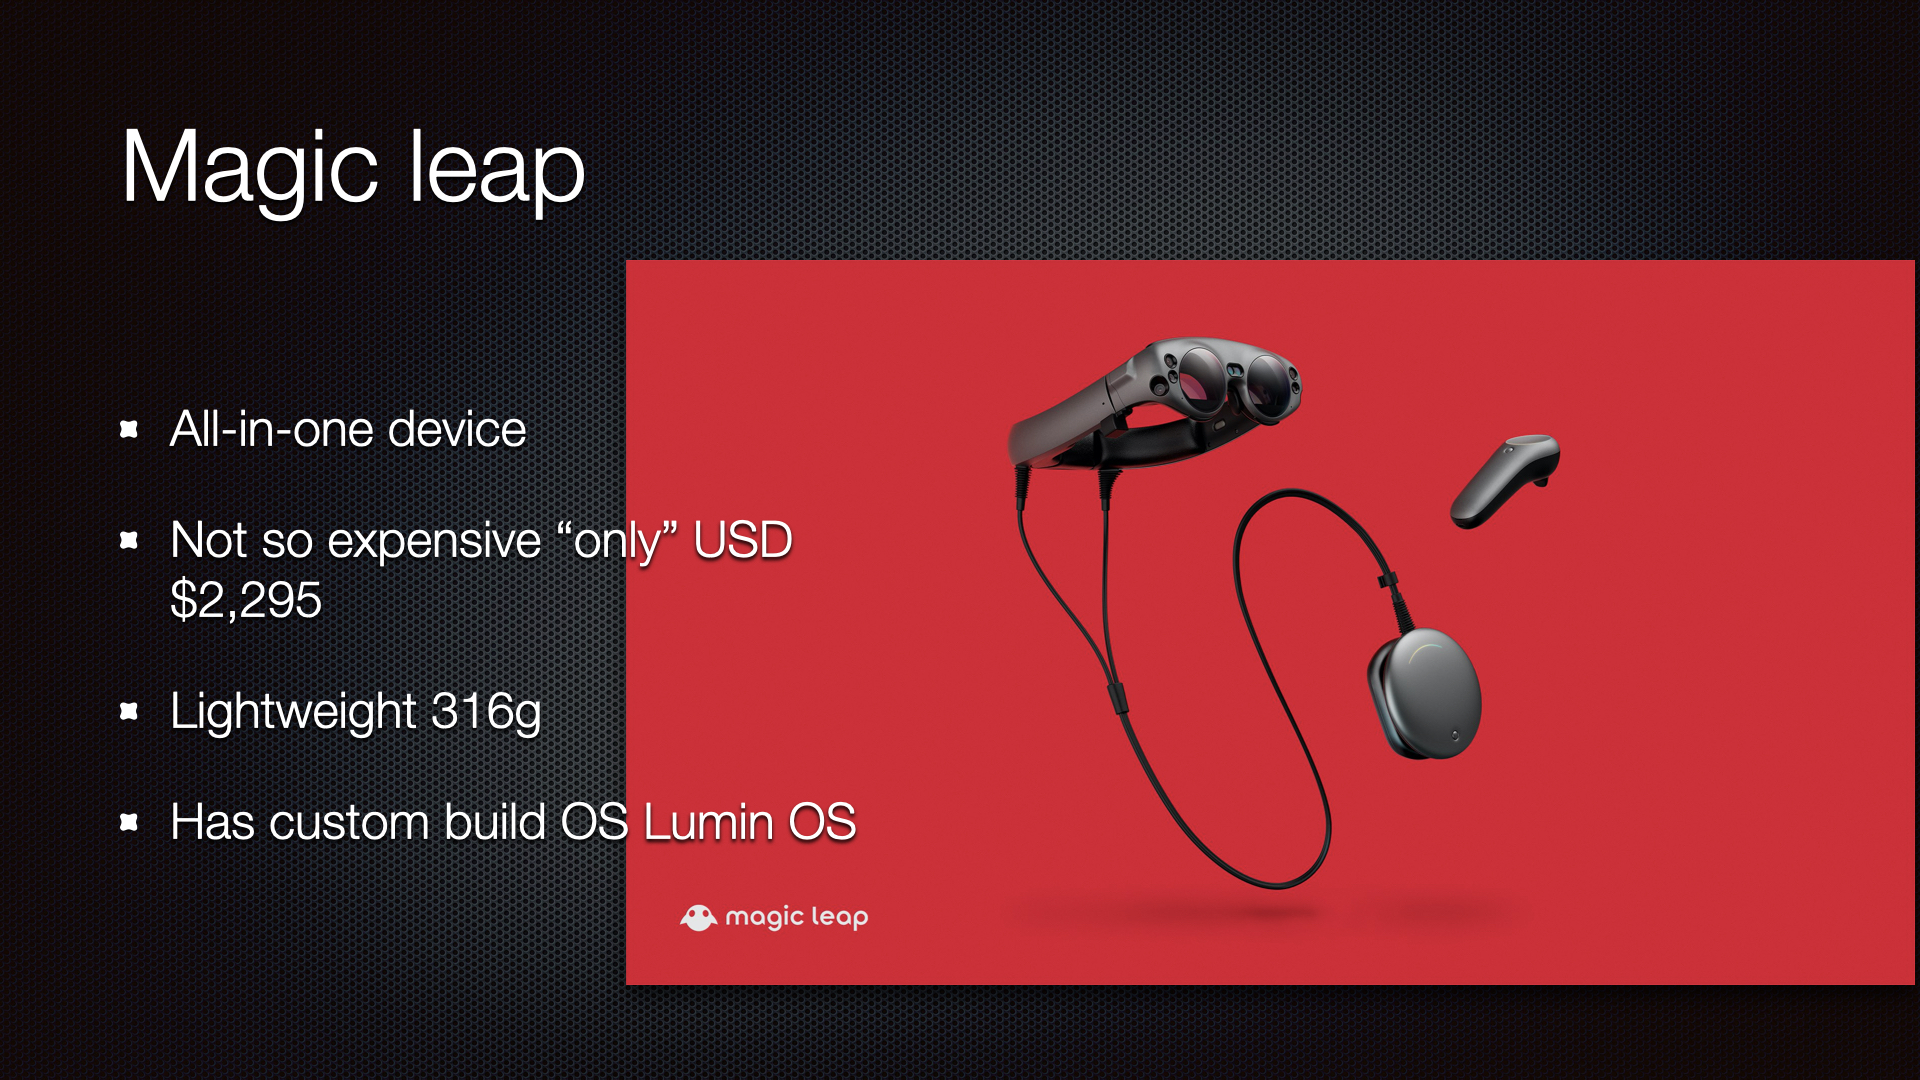 Magic leap
All-in-one device
Not so expensive “only” USD
$2,295
Lightweight 316g
Has custom build OS Lumin OS
magic leap